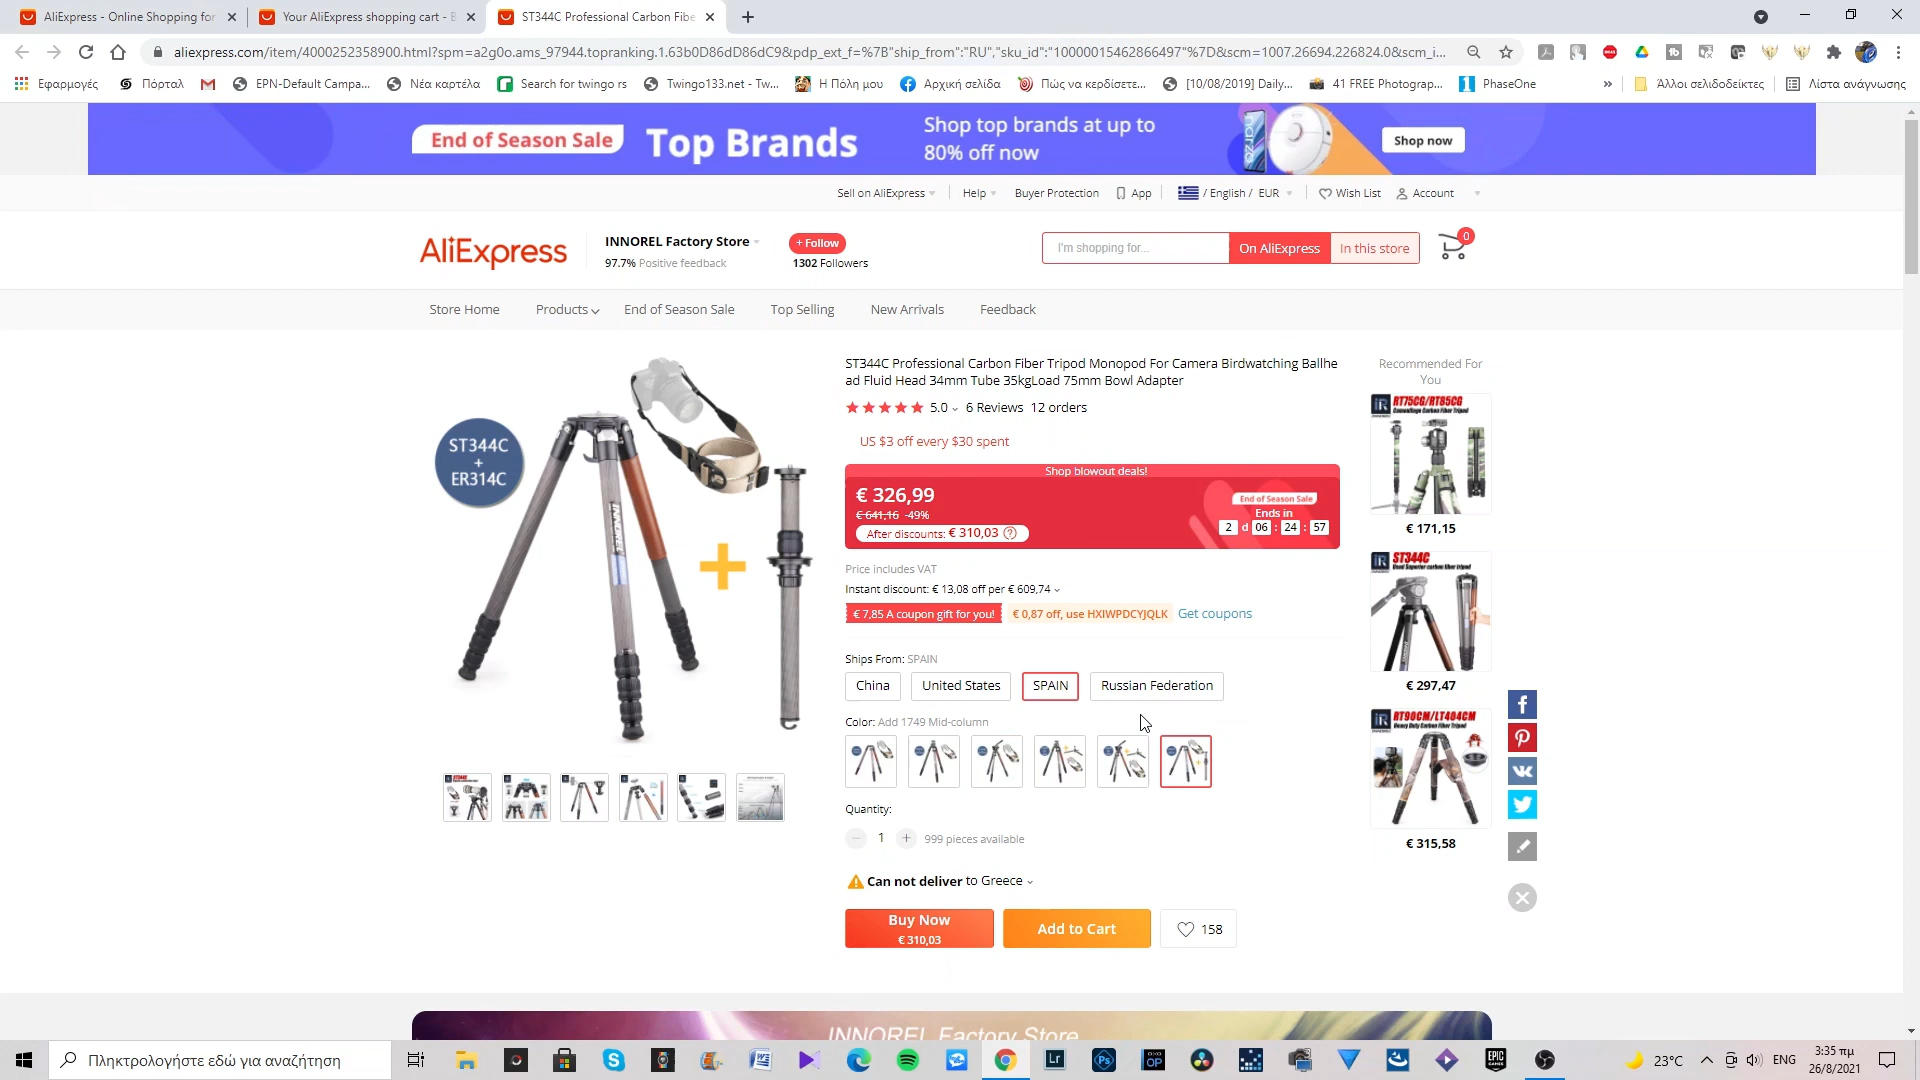 AliExpress - Online Shopping for
Your AliExpress shopping cart - B
ST344C Professional Carbon Fibe
aliexpress.com/item/4000252358900.html?spm=a2g0o.ams_97944.topranking.1.63b0D86dD86dC9&pdp_ext_f=%7B"ship_from":"RU","sku_id":"10000015462866497"%7D&scm=1007.26694.226824.0&scm_i...
Εφαρμογές
Πόρταλ
EPN-Default Campa...
Νέα καρτέλα
Search for twingo rs
Twingo133.net - Tw...
Η Πόλη μου
Αρχική σελίδα
Πώς να κερδίσετε...
[10/08/2019] Daily...
41 FREE Photograp...
PhaseOne
»
Άλλοι σελιδοδείκτες
Λίστα ανάγνωσης
End of Season Sale
Top Brands
Shop top brands at up to
80% off now
Shop now
Sell on AliExpress
Help
Buyer Protection
App
/ English / EUR
Wish List
Account
AliExpress
INNOREL Factory Store
97.7% Positive feedback
+ Follow
1302 Followers
I'm shopping for...
On AliExpress
In this store
0
Store Home
Products
End of Season Sale
Top Selling
New Arrivals
Feedback
ST344C
+
ER314C
INNOREL
ST344C Professional Carbon Fiber Tripod Monopod For Camera Birdwatching Ballhe
ad Fluid Head 34mm Tube 35kgLoad 75mm Bowl Adapter
5.0
6 Reviews
12 orders
US $3 off every $30 spent
Shop blowout deals!
€ 326,99
€ 641,16 -49%
After discounts: € 310,03
End of Season Sale
Ends in
2 d 06 : 24 : 57
Price includes VAT
Instant discount: € 13,08 off per € 609,74
€ 7,85 A coupon gift for you!
€ 0,87 off, use HXIWPDCYJQLK
Get coupons
Ships From: SPAIN
China
United States
SPAIN
Russian Federation
Color: Add 1749 Mid-column
Quantity:
1
999 pieces available
Can not deliver to Greece
Buy Now
€ 310,03
Add to Cart
158
Recommended For
You
RT75CG/RT85CG
Camouflage Carbon Fiber Tripod
€ 171,15
ST344C
€ 297,47
RT90CM/LT404CM
Heavy Duty Carbon Fiber Tripod
€ 315,58
INNOREL Factory Store
Πληκτρολογήστε εδώ για αναζήτηση
23°C
ENG
3:35 πμ
26/8/2021